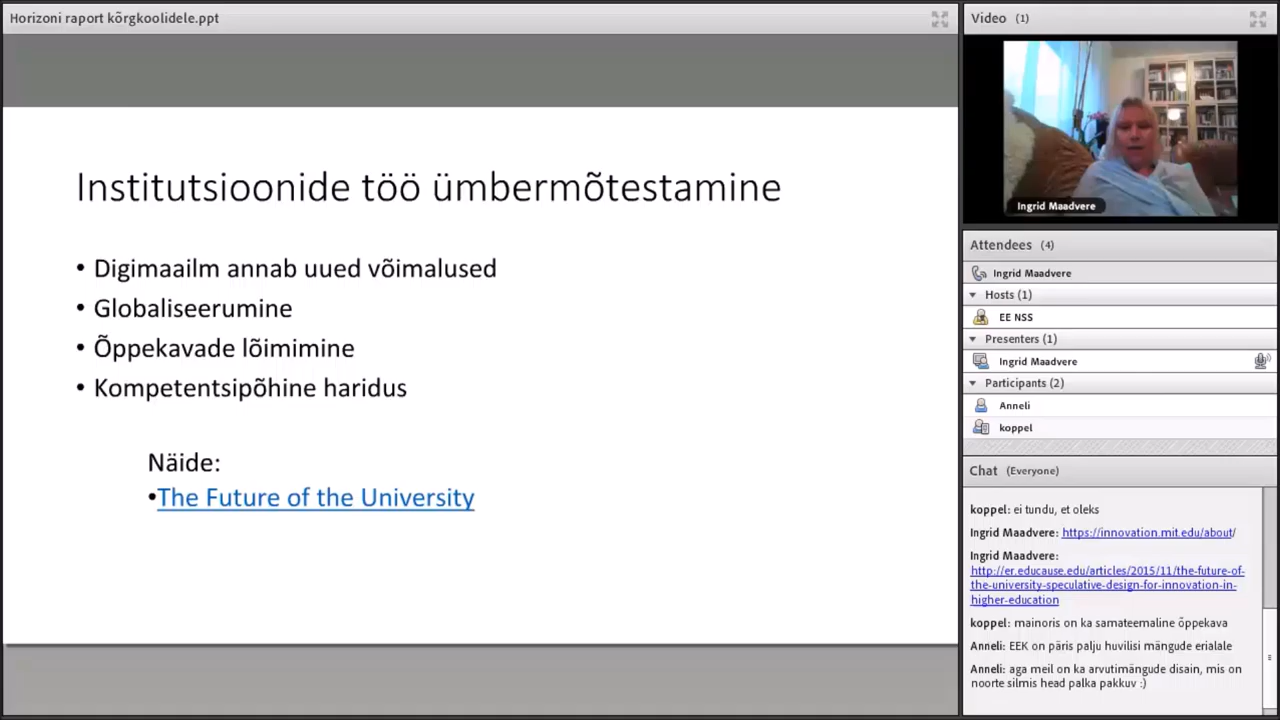 Horizoni raport kõrgkoolidele.ppt
Institutsioonide töö ümbermõtestamine
• Digimaailm annab uued võimalused
• Globaliseerumine
• Õppekavade lõimimine
• Kompetentsipõhine haridus
Näide:
•The Future of the University
Video (1)
Ingrid Maadvere
Attendees (4)
Ingrid Maadvere
Hosts (1)
EE NSS
Presenters (1)
Ingrid Maadvere
Participants (2)
Anneli
koppel
Chat (Everyone)
koppel: ei tundu, et oleks
Ingrid Maadvere: https://innovation.mit.edu/about/
Ingrid Maadvere:
http://er.educause.edu/articles/2015/11/the-future-of-
the-university-speculative-design-for-innovation-in-
higher-education
koppel: mainoris on ka samateemaline õppekava
Anneli: EEK on päris palju huvilisi mängude erialale
Anneli: aga meil on ka arvutimängude disain, mis on
noorte silmis head palka pakkuv :)